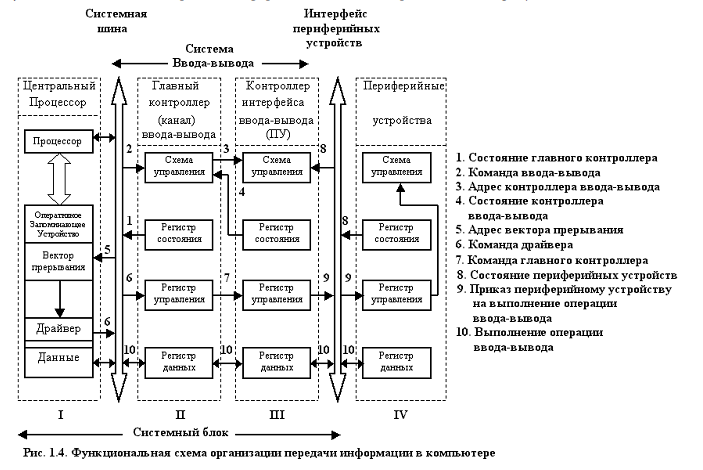 Системная
шина
Интерфейс
периферийных
устройств
Система
Ввода-вывода
Центральный
Процессор
Главный
контроллер
(канал)
ввода-вывода
Контроллер
интерфейса
ввода-вывода
(ПУ)
Периферийные
устройства
Процессор
2
Схема
управления
3
Схема
управления
8
Схема
управления
4
Оперативное
Запоминающее
Устройство
1
Регистр
состояния
Регистр
состояния
8
Регистр
состояния
Вектор
прерывания
5
6
Регистр
управления
7
Регистр
управления
9
9
Регистр
управления
Драйвер
6
Данные
10
Регистр
данных
10
Регистр
данных
10
10
Регистр
данных
I
II
III
IV
Системный блок
1. Состояние главного контроллера
2. Команда ввода-вывода
3. Адрес контроллера ввода-вывода
4. Состояние контроллера
ввода-вывода
5. Адрес вектора прерывания
6. Команда драйвера
7. Команда главного контроллера
8. Состояние периферийных устройств
9. Приказ периферийному устройству
на выполнение операции
ввода-вывода
10. Выполнение операции
ввода-вывода
Рис. 1.4. Функциональная схема организации передачи информации в компьютере